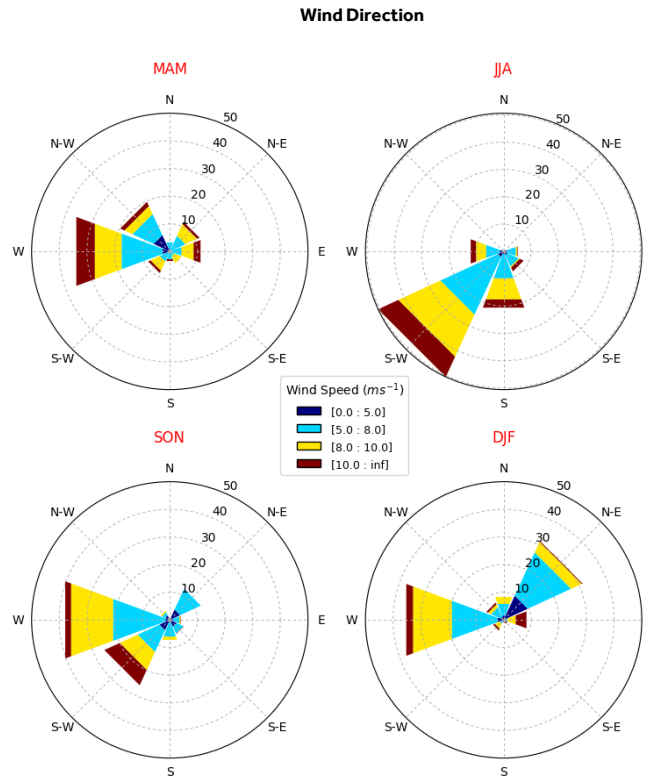 Wind Direction
MAM
N
50
N-W
N-E
40
30
20
10
W
E
S-W
S-E
S
JJA
N
50
N-W
N-E
40
30
20
10
W
E
S-W
S-E
S
Wind Speed (ms⁻¹)
[0.0 : 5.0]
[5.0 : 8.0]
[8.0 : 10.0]
[10.0 : inf]
SON
N
50
N-W
N-E
40
30
20
10
W
E
S-W
S-E
S
DJF
N
50
N-W
N-E
40
30
20
10
W
E
S-W
S-E
S